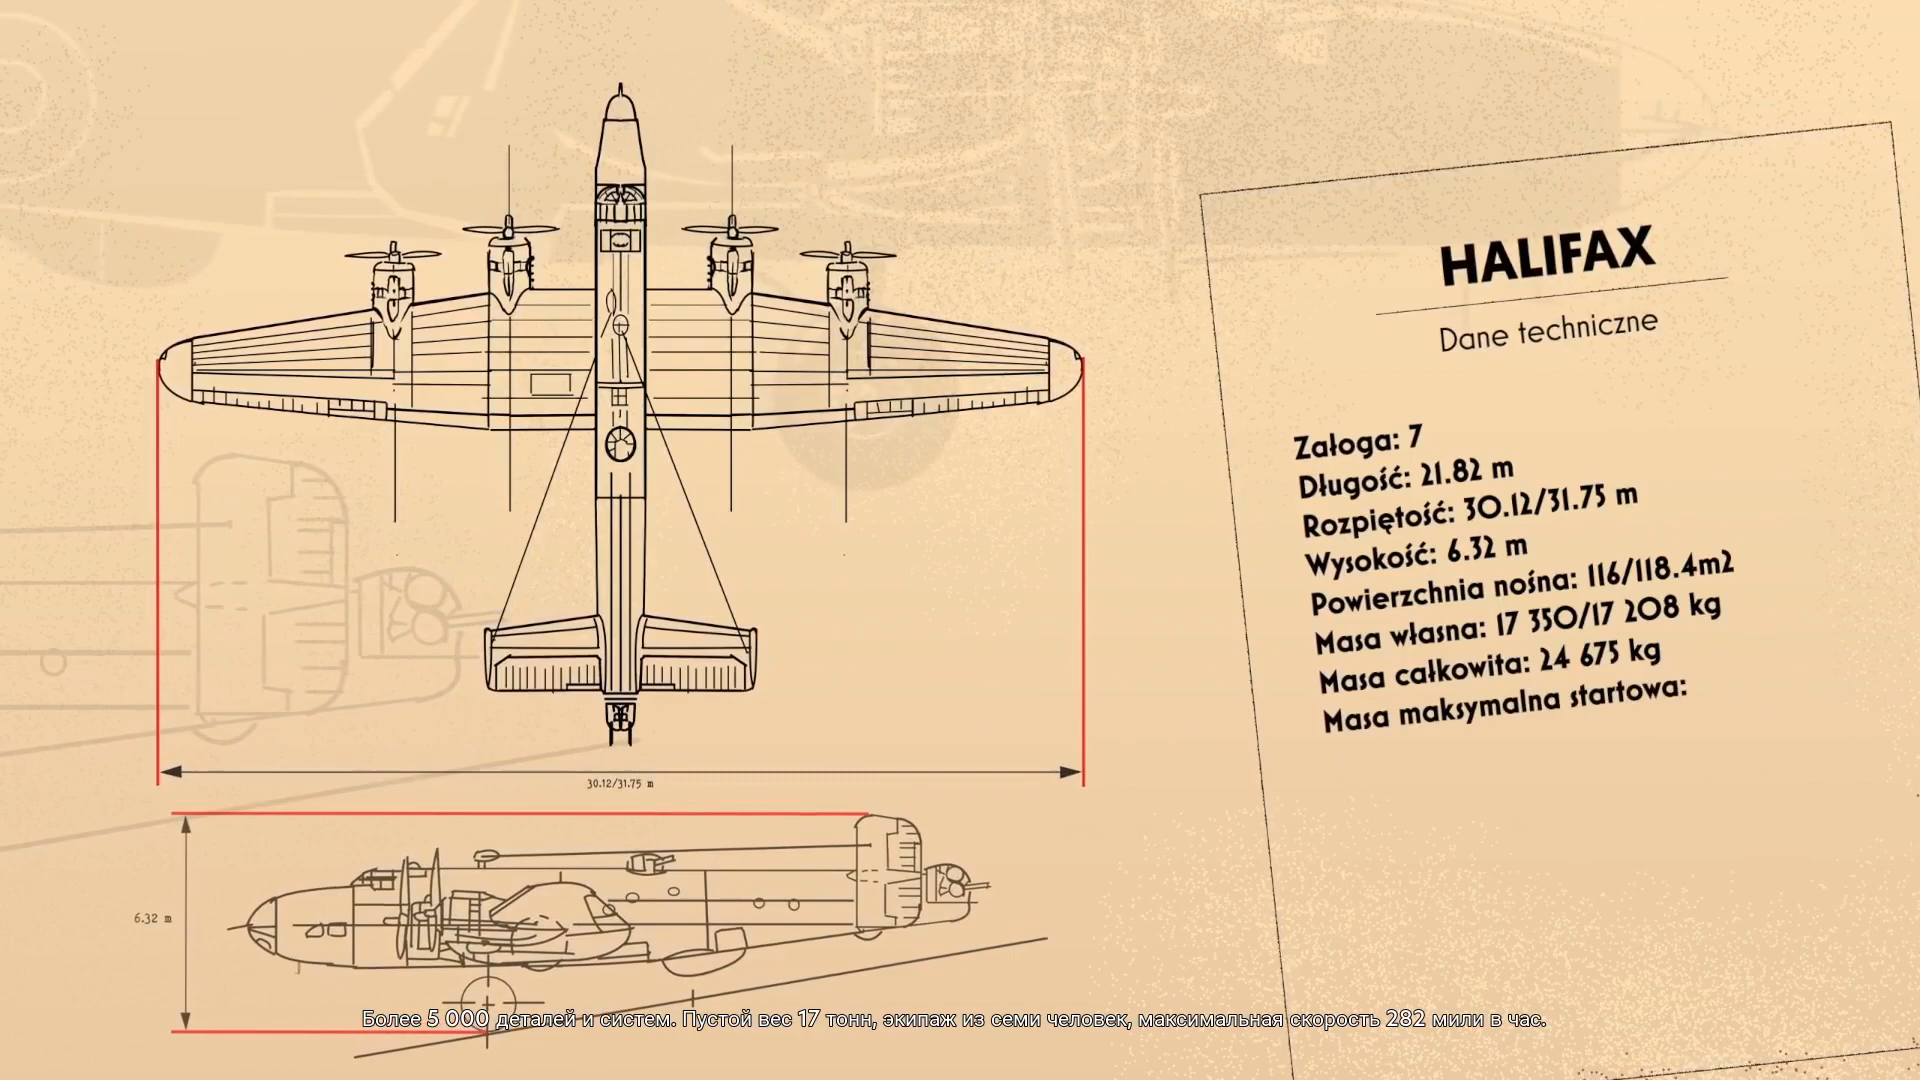 HALIFAX
Dane techniczne
Załoga: 7
Długość: 21.82 m
Rozpiętość: 30.12/31.75 m
Wysokość: 6.32 m
Powierzchnia nośna: 116/118.4m2
Masa własna: 17 350/17 208 kg
Masa całkowita: 24 675 kg
Masa maksymalna startowa:
30.12/31.75 m
6.32 m
Более 5 000 деталей и систем. Пустой вес 17 тонн, экипаж из семи человек, максимальная скорость 282 мили в час.